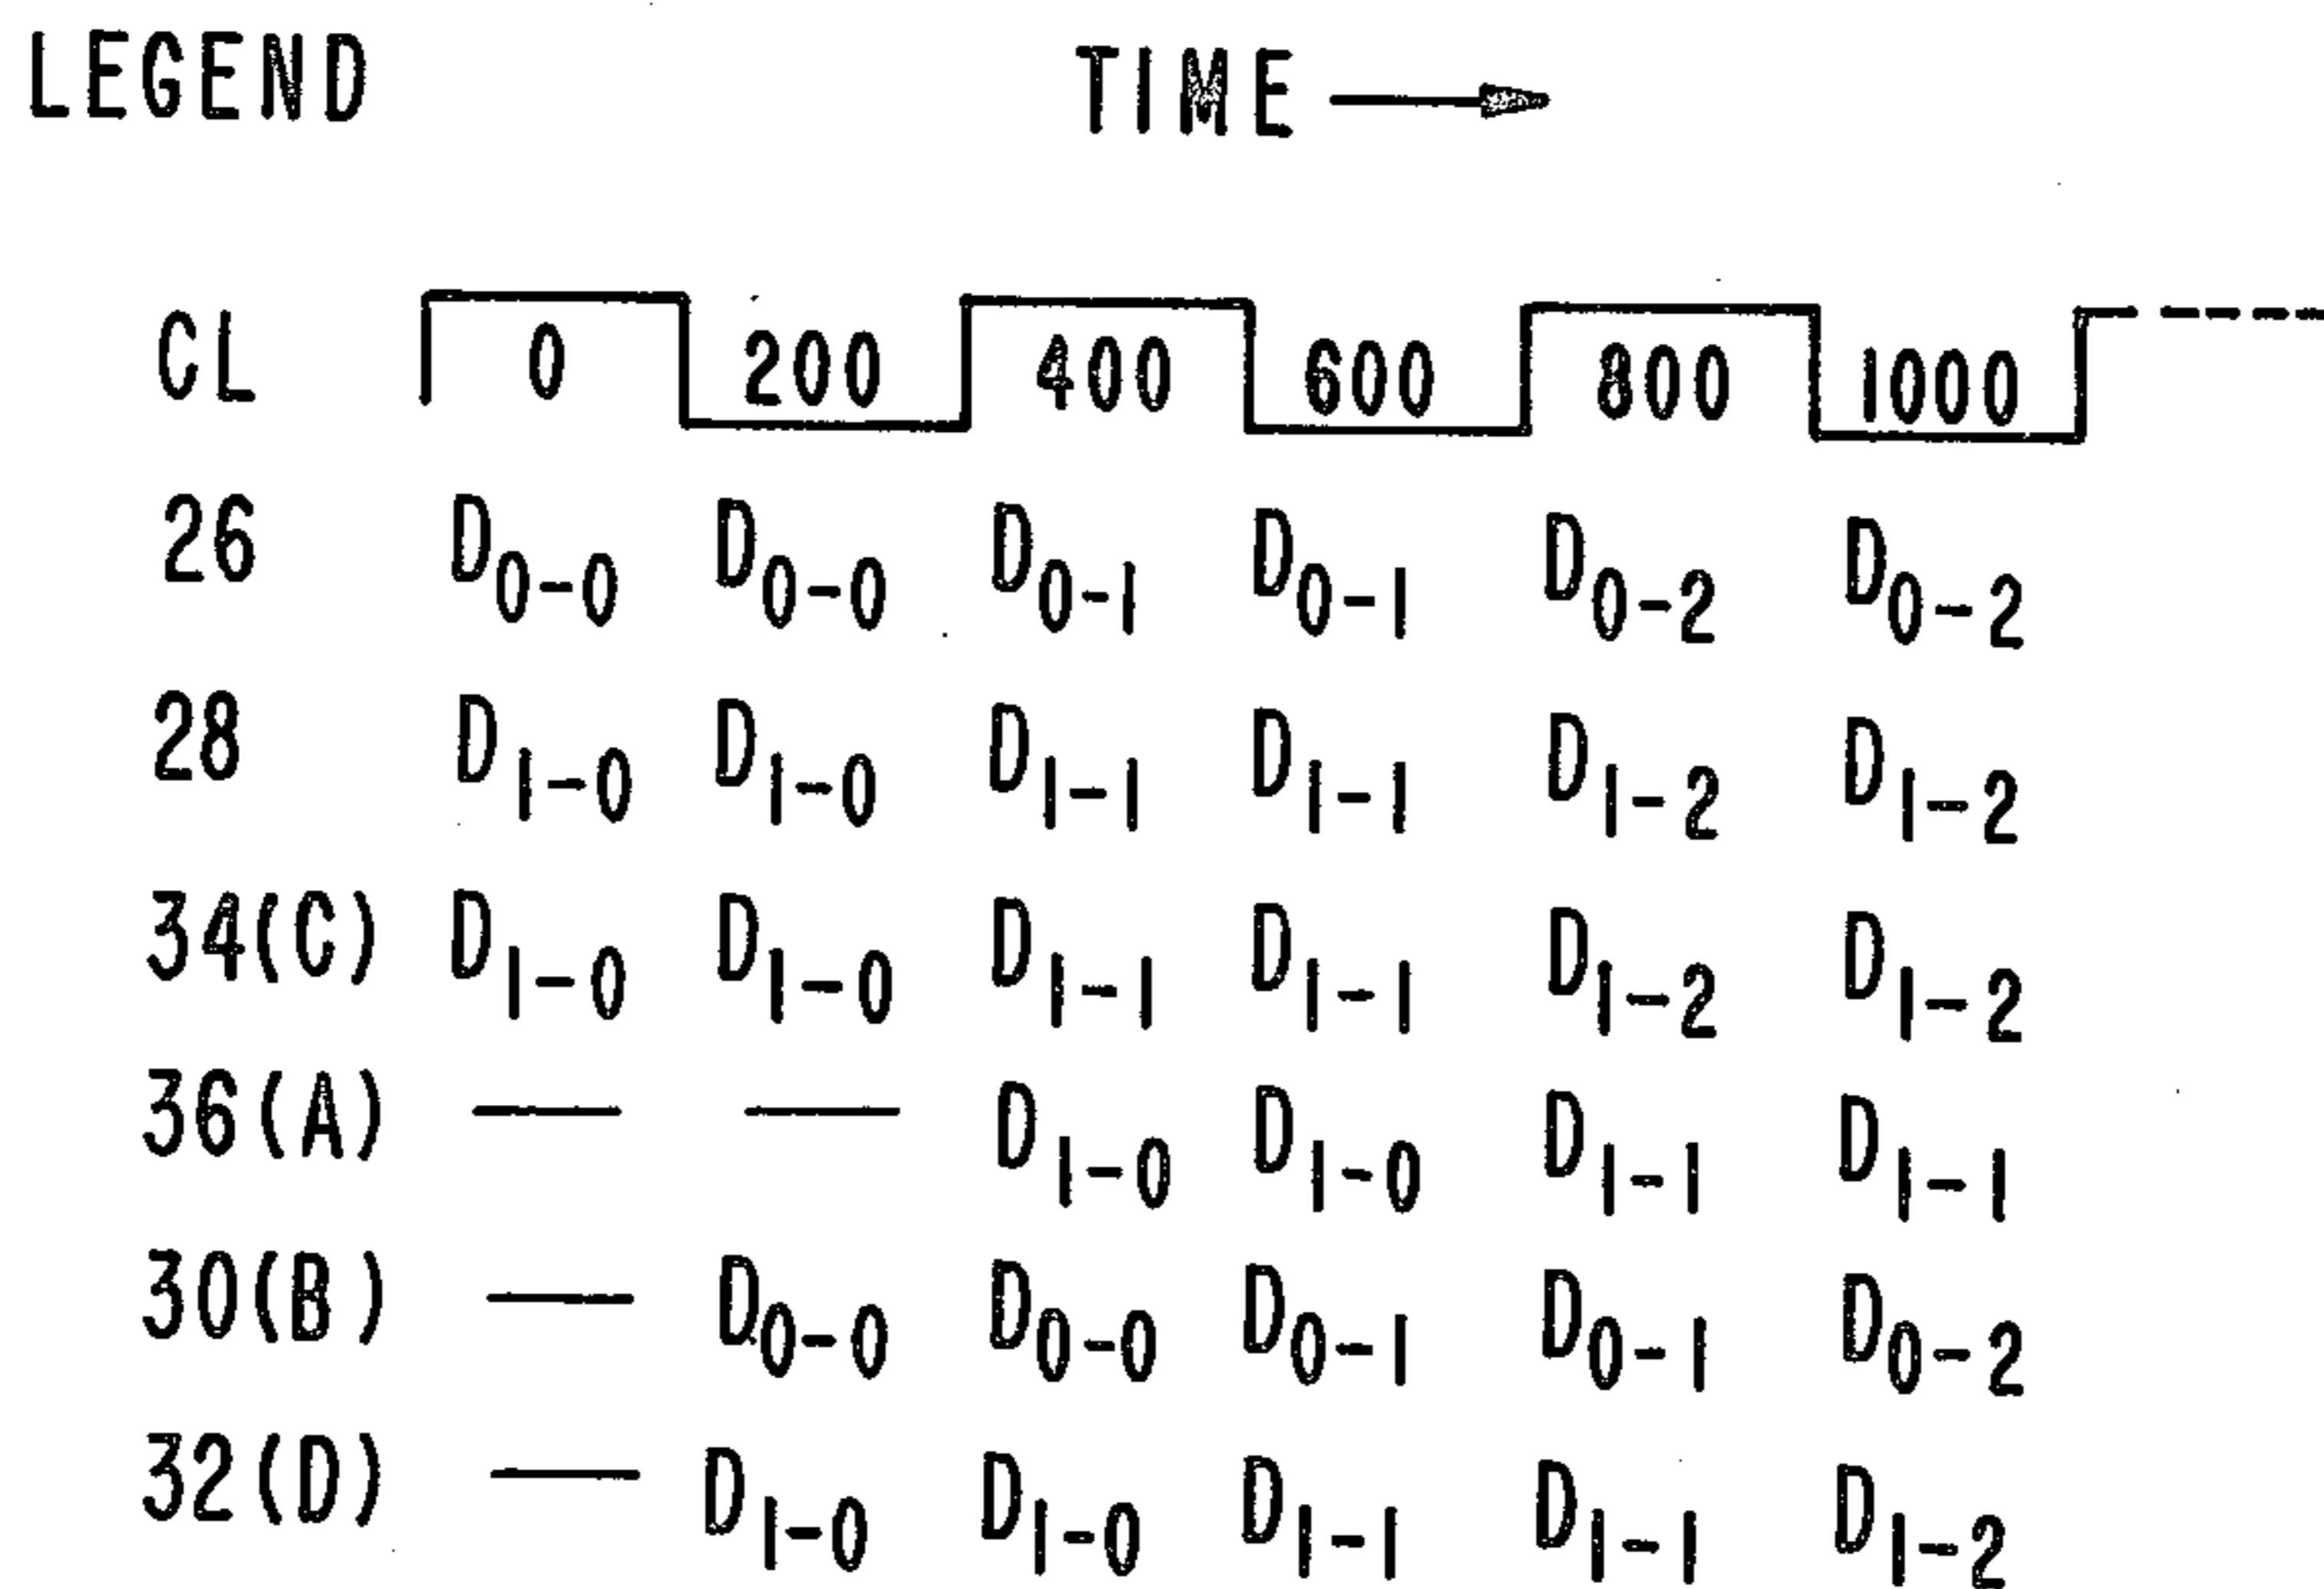 LEGEND TIME
CL 0 200 400 600 800 1000
26 D0-0 D0-0 D0-1 D0-1 D0-2 D0-2
28 D1-0 D1-0 D1-1 D1-1 D1-2 D1-2
34(C) D1-0 D1-0 D1-1 D1-1 D1-2 D1-2
36(A) — — D1-0 D1-0 D1-1 D1-1
30(B) — D0-0 D0-0 D0-1 D0-1 D0-2
32(D) — D1-0 D1-0 D1-1 D1-1 D1-2